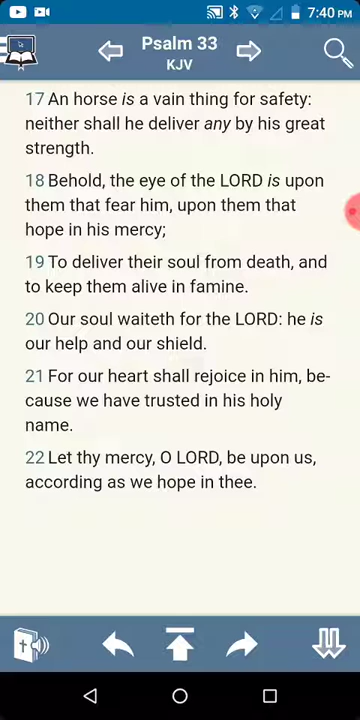 7:40 PM
Psalm 33
KJV
17 An horse is a vain thing for safety:
neither shall he deliver any by his great
strength.
18 Behold, the eye of the LORD is upon
them that fear him, upon them that
hope in his mercy;
19 To deliver their soul from death, and
to keep them alive in famine.
20 Our soul waiteth for the LORD: he is
our help and our shield.
21 For our heart shall rejoice in him, be-
cause we have trusted in his holy
name.
22 Let thy mercy, O LORD, be upon us,
according as we hope in thee.